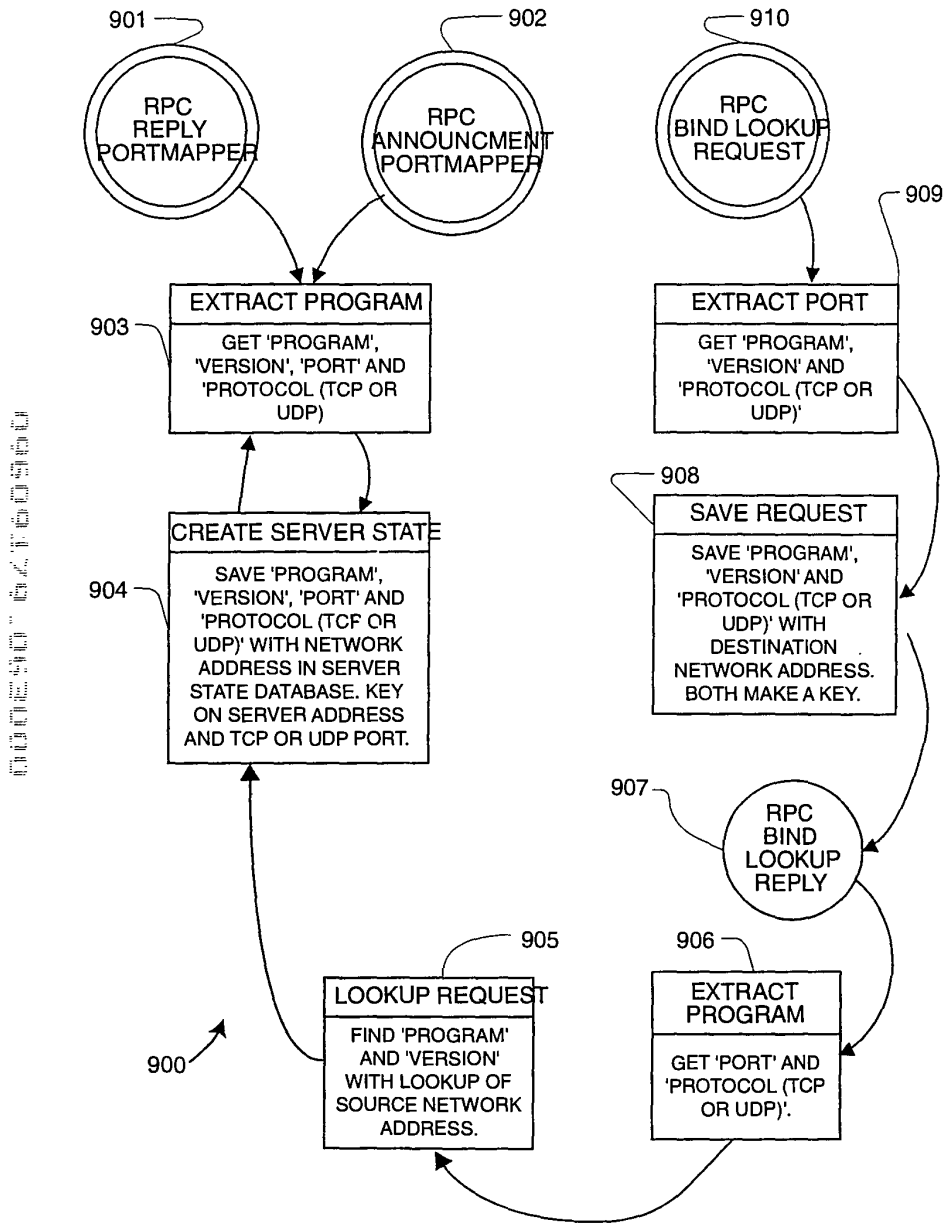 901
902
910
RPC
REPLY
PORTMAPPER
RPC
ANNOUNCMENT
PORTMAPPER
RPC
BIND LOOKUP
REQUEST
909
903
EXTRACT PROGRAM
GET 'PROGRAM',
'VERSION', 'PORT' AND
'PROTOCOL (TCP OR
UDP)
EXTRACT PORT
GET 'PROGRAM',
'VERSION' AND
'PROTOCOL (TCP OR
UDP)'
908
SAVE REQUEST
SAVE 'PROGRAM',
'VERSION' AND
'PROTOCOL (TCP OR
UDP)' WITH
DESTINATION
NETWORK ADDRESS.
BOTH MAKE A KEY.
904
CREATE SERVER STATE
SAVE 'PROGRAM',
'VERSION', 'PORT' AND
'PROTOCOL (TCP OR
UDP)' WITH NETWORK
ADDRESS IN SERVER
STATE DATABASE. KEY
ON SERVER ADDRESS
AND TCP OR UDP PORT.
907
RPC
BIND
LOOKUP
REPLY
905
LOOKUP REQUEST
FIND 'PROGRAM'
AND 'VERSION'
WITH LOOKUP OF
SOURCE NETWORK
ADDRESS.
906
EXTRACT
PROGRAM
GET 'PORT' AND
'PROTOCOL (TCP
OR UDP)'.
900